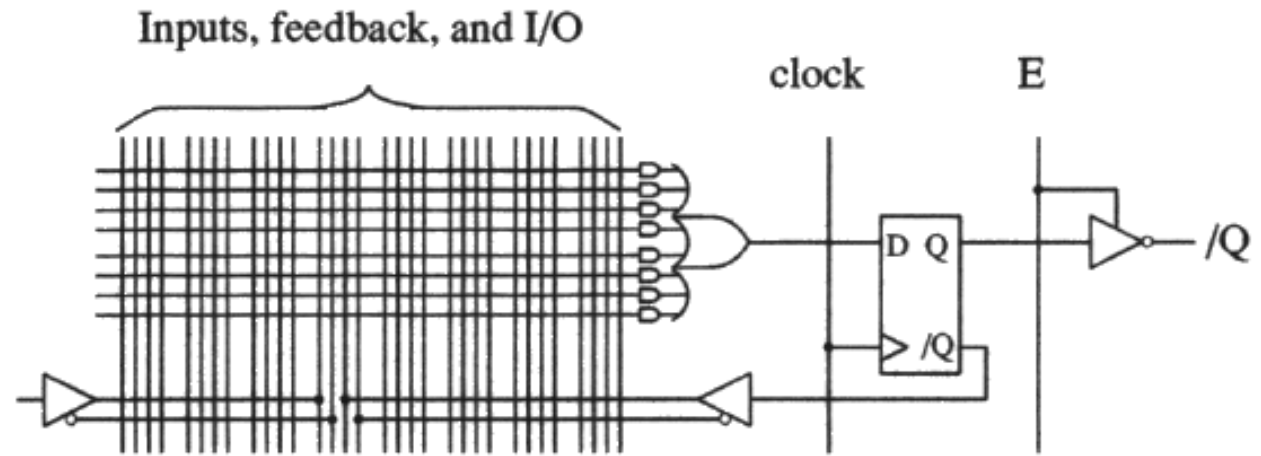 Inputs, feedback, and I/O
clock E
D Q
/Q
/Q